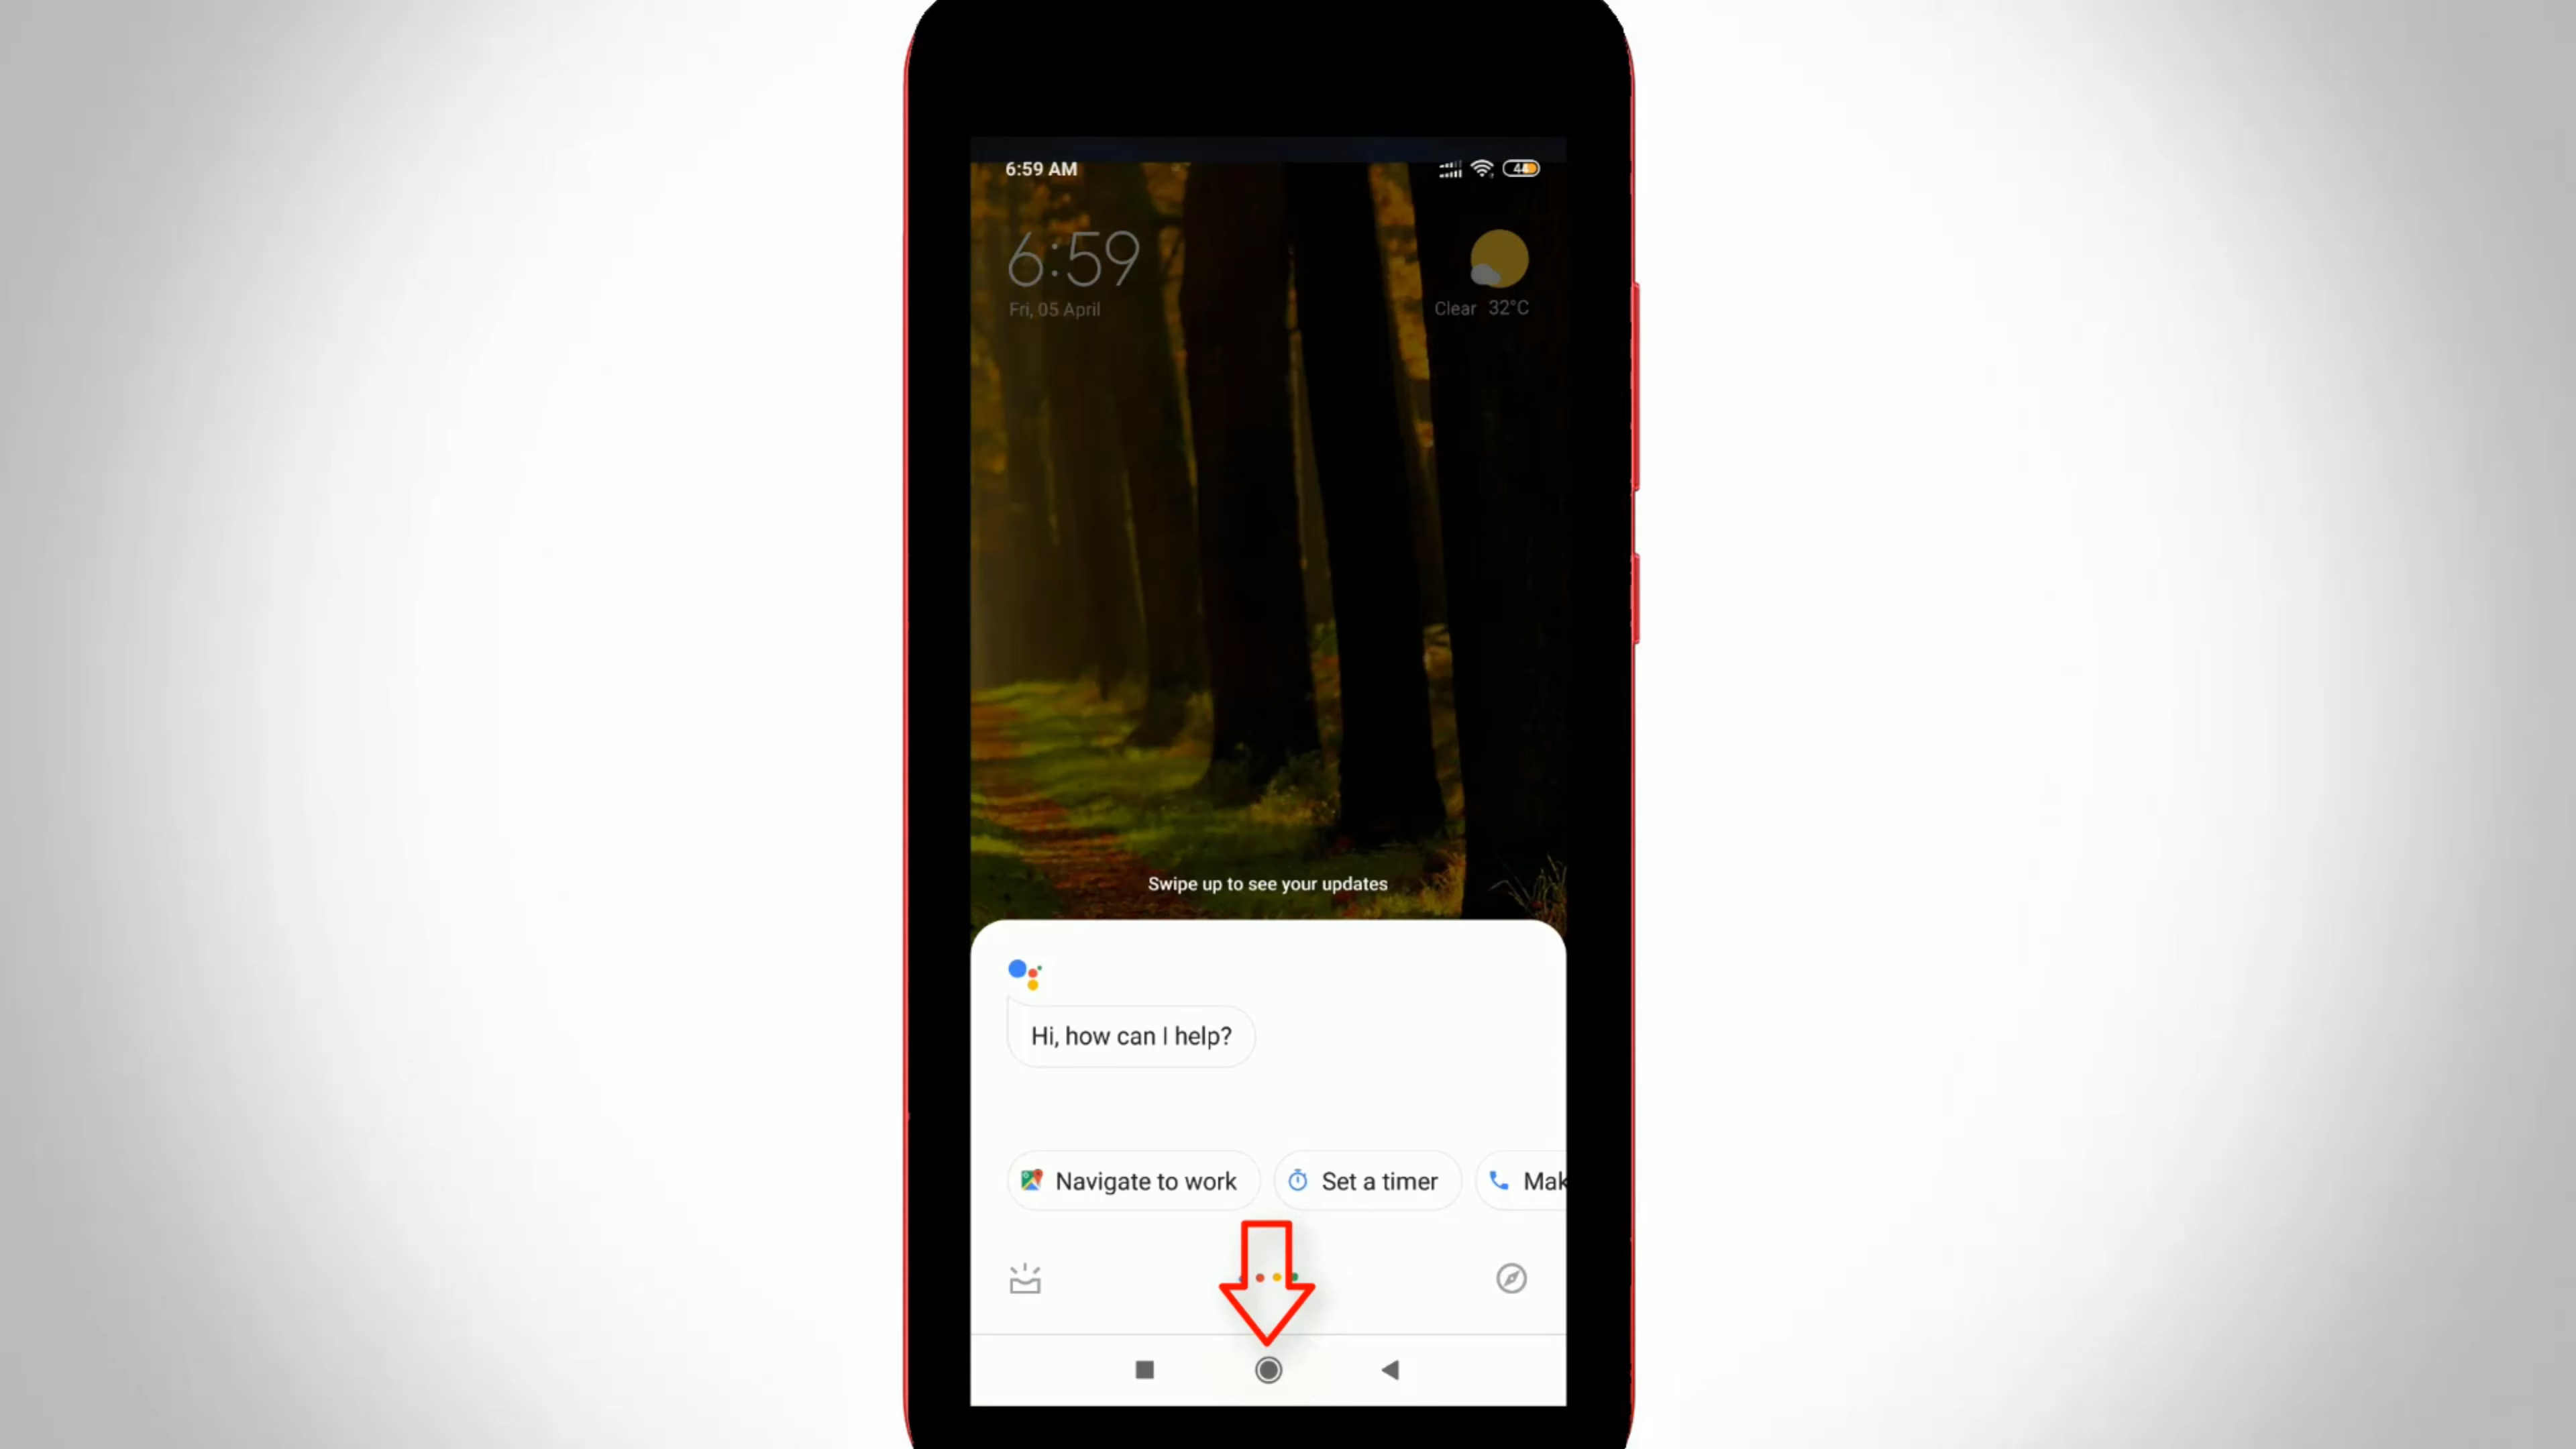 6:59 AM
6:59
Fri, 05 April
Clear 32°C
Swipe up to see your updates
Hi, how can I help?
Navigate to work
Set a timer
Mak